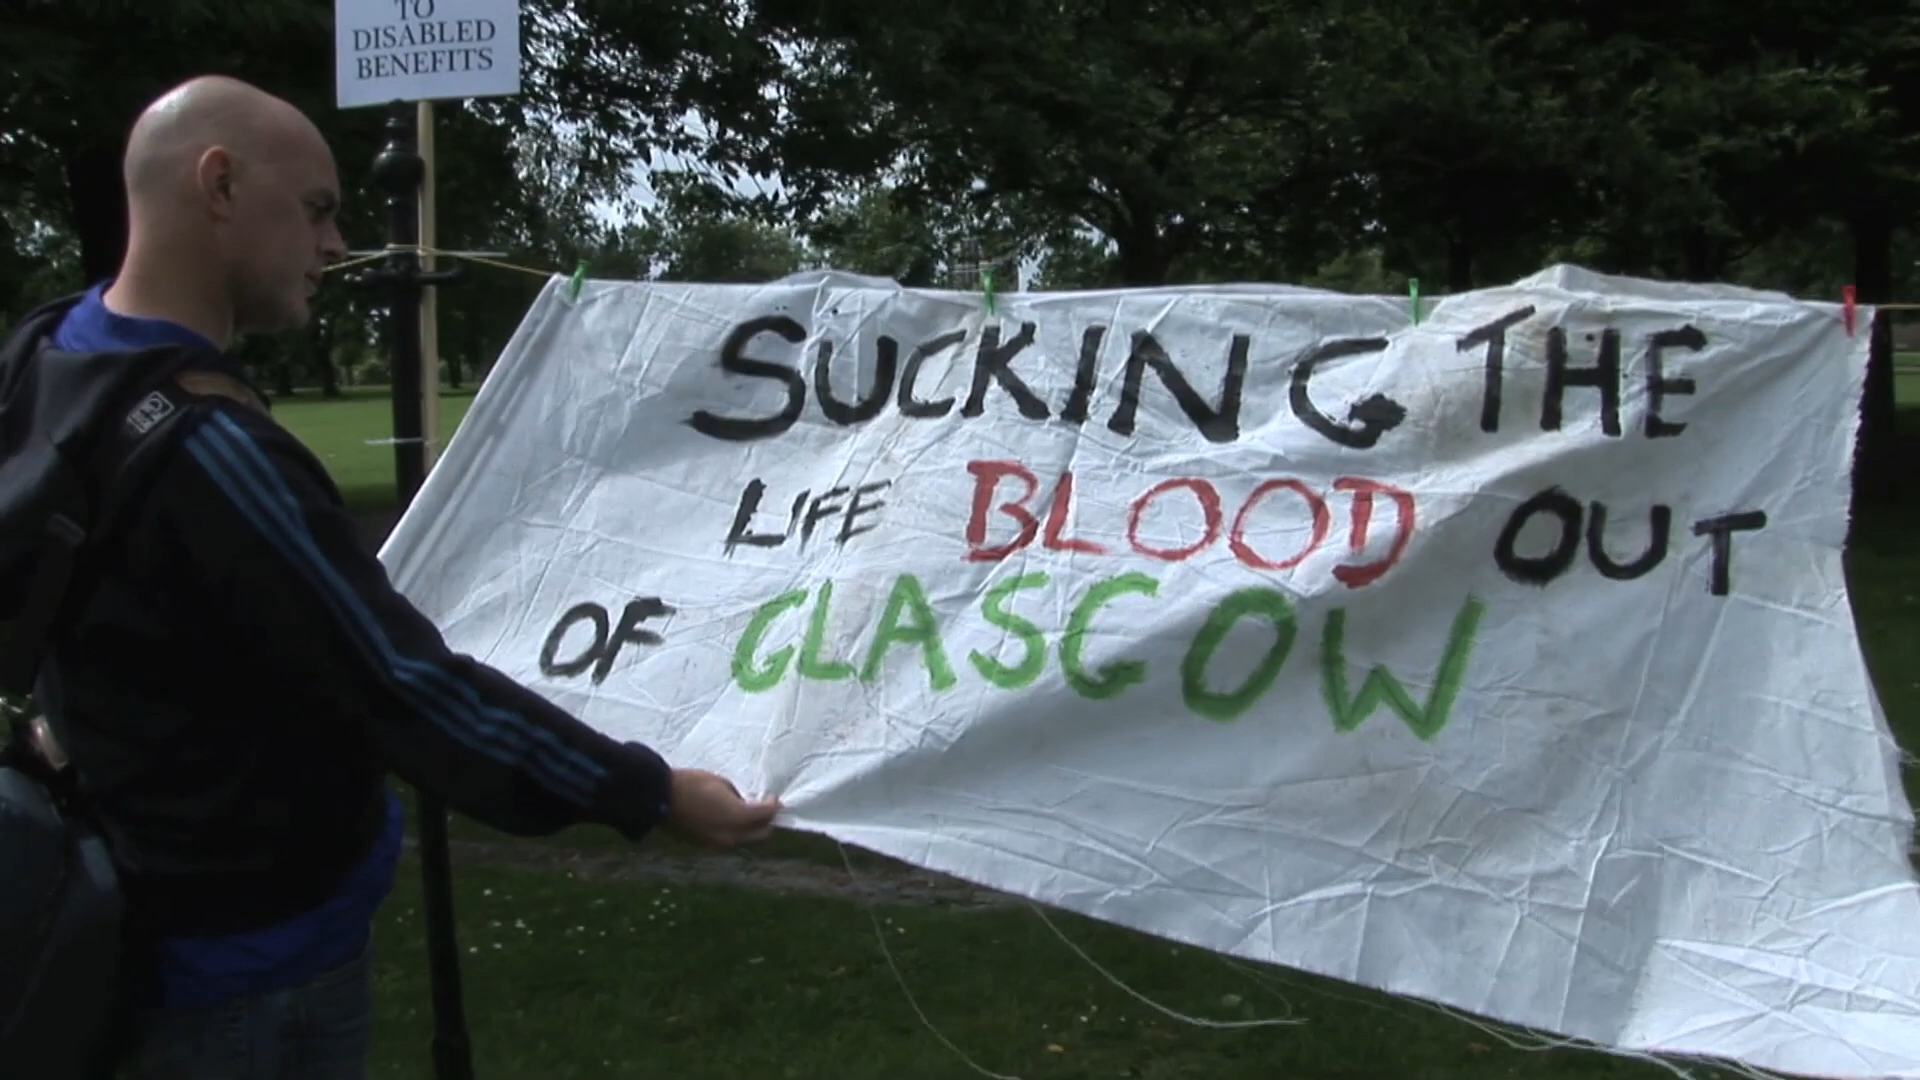 TO
DISABLED
BENEFITS
SUCKING THE
LIFE BLOOD OUT
OF GLASGOW